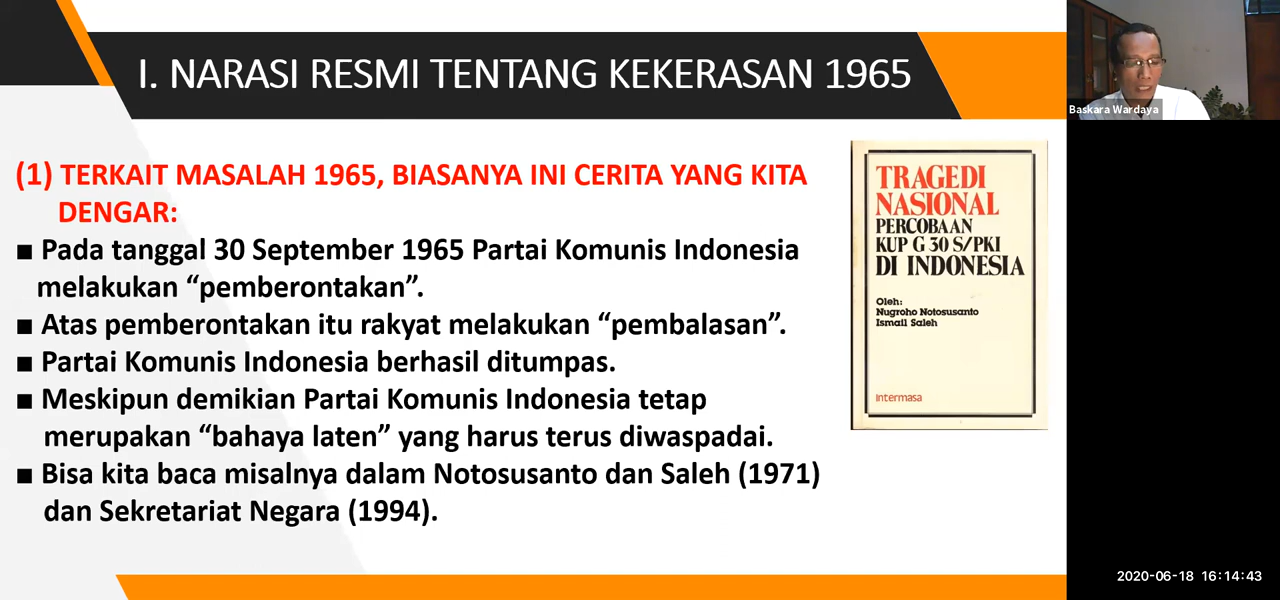 I. NARASI RESMI TENTANG KEKERASAN 1965
Baskara Wardaya
(1) TERKAIT MASALAH 1965, BIASANYA INI CERITA YANG KITA
DENGAR:
■ Pada tanggal 30 September 1965 Partai Komunis Indonesia
melakukan “pemberontakan”.
■ Atas pemberontakan itu rakyat melakukan “pembalasan”.
■ Partai Komunis Indonesia berhasil ditumpas.
■ Meskipun demikian Partai Komunis Indonesia tetap
merupakan “bahaya laten” yang harus terus diwaspadai.
■ Bisa kita baca misalnya dalam Notosusanto dan Saleh (1971)
dan Sekretariat Negara (1994).
TRAGEDI
NASIONAL
PERCOBAAN
KUP G 30 S/PKI
DI INDONESIA
Oleh:
Nugroho Notosusanto
Ismail Saleh
intermasa
2020-06-18 16:14:43